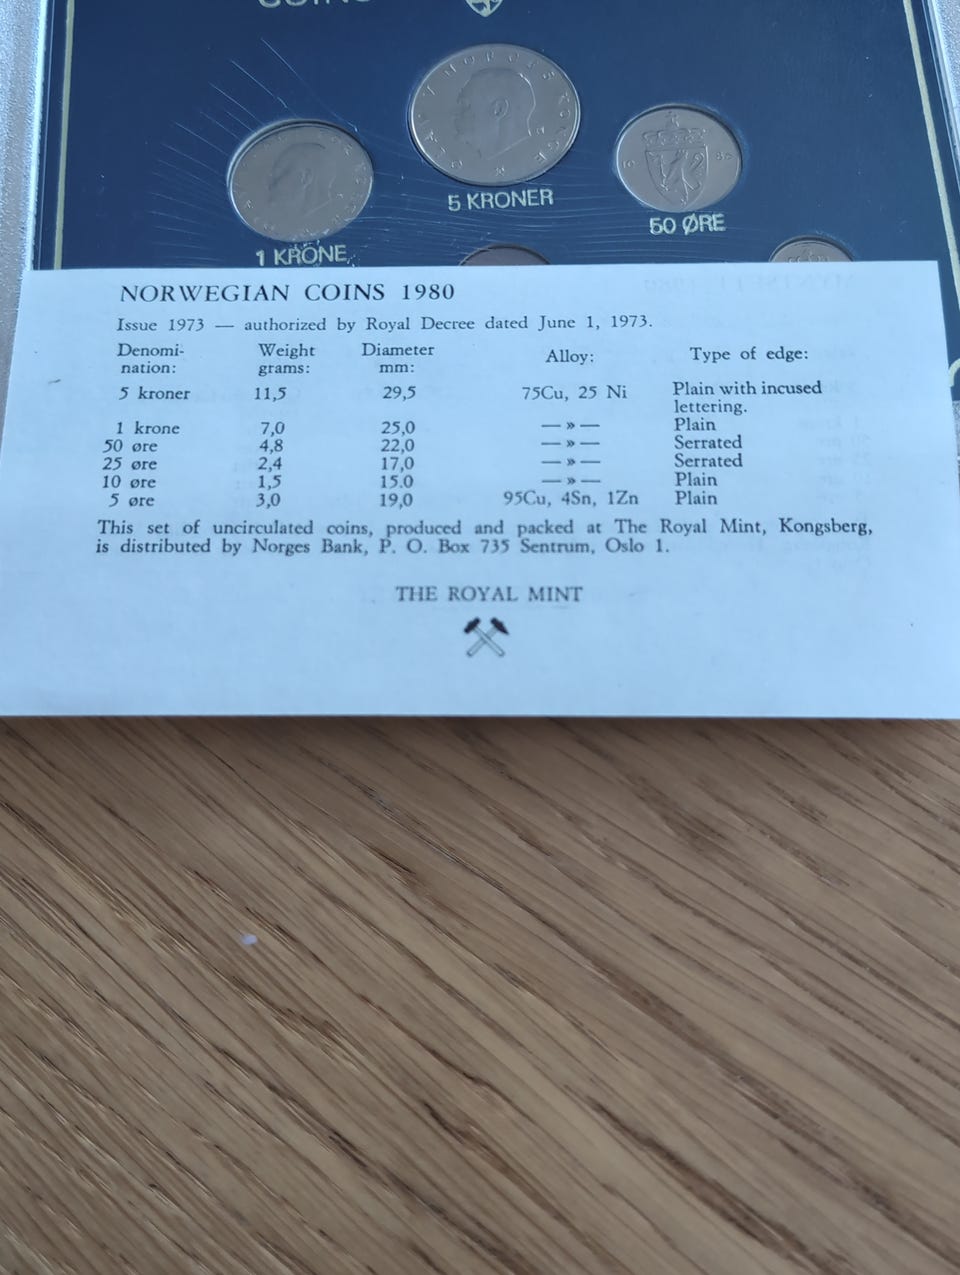 COINS
OLAV V NORGES KONGE
5 KRONER
50 ØRE
1 KRONE
NORWEGIAN COINS 1980
Issue 1973 — authorized by Royal Decree dated June 1, 1973.
Denomi-nation: Weight grams: Diameter mm: Alloy: Type of edge:
5 kroner 11,5 29,5 75Cu, 25 Ni Plain with incused lettering.
1 krone 7,0 25,0 — » — Plain
50 øre 4,8 22,0 — » — Serrated
25 øre 2,4 17,0 — » — Serrated
10 øre 1,5 15.0 — » — Plain
5 øre 3,0 19,0 95Cu, 4Sn, 1Zn Plain
This set of uncirculated coins, produced and packed at The Royal Mint, Kongsberg,
is distributed by Norges Bank, P. O. Box 735 Sentrum, Oslo 1.
THE ROYAL MINT